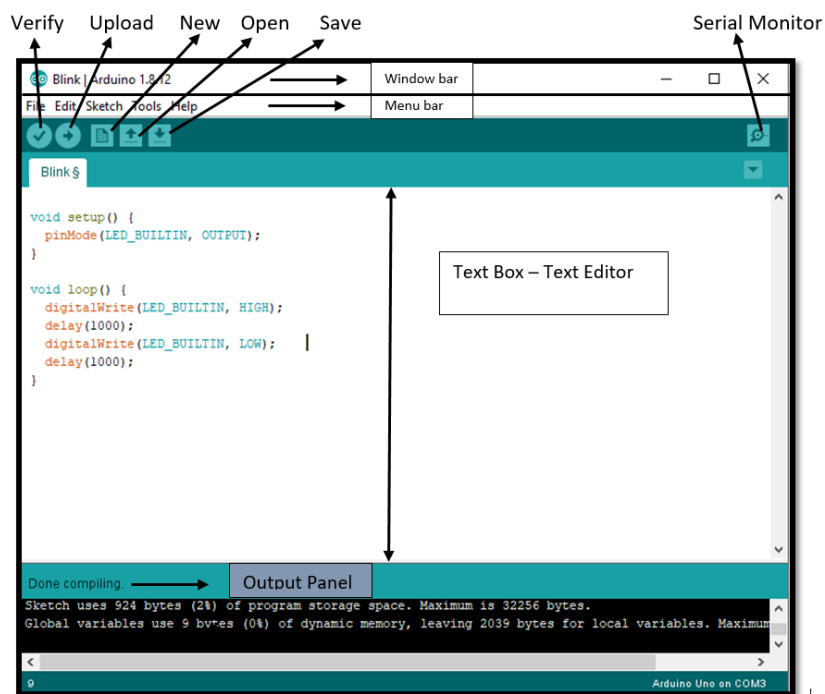 Verify Upload New Open Save Serial Monitor
Blink | Arduino 1.8.12 Window bar
File Edit Sketch Tools Help Menu bar
Blink §
void setup() {
pinMode(LED_BUILTIN, OUTPUT);
}
void loop() {
digitalWrite(LED_BUILTIN, HIGH);
delay(1000);
digitalWrite(LED_BUILTIN, LOW);
delay(1000);
}
Text Box – Text Editor
Done compiling. Output Panel
Sketch uses 924 bytes (2%) of program storage space. Maximum is 32256 bytes.
Global variables use 9 bytes (0%) of dynamic memory, leaving 2039 bytes for local variables. Maximum
9 Arduino Uno on COM3